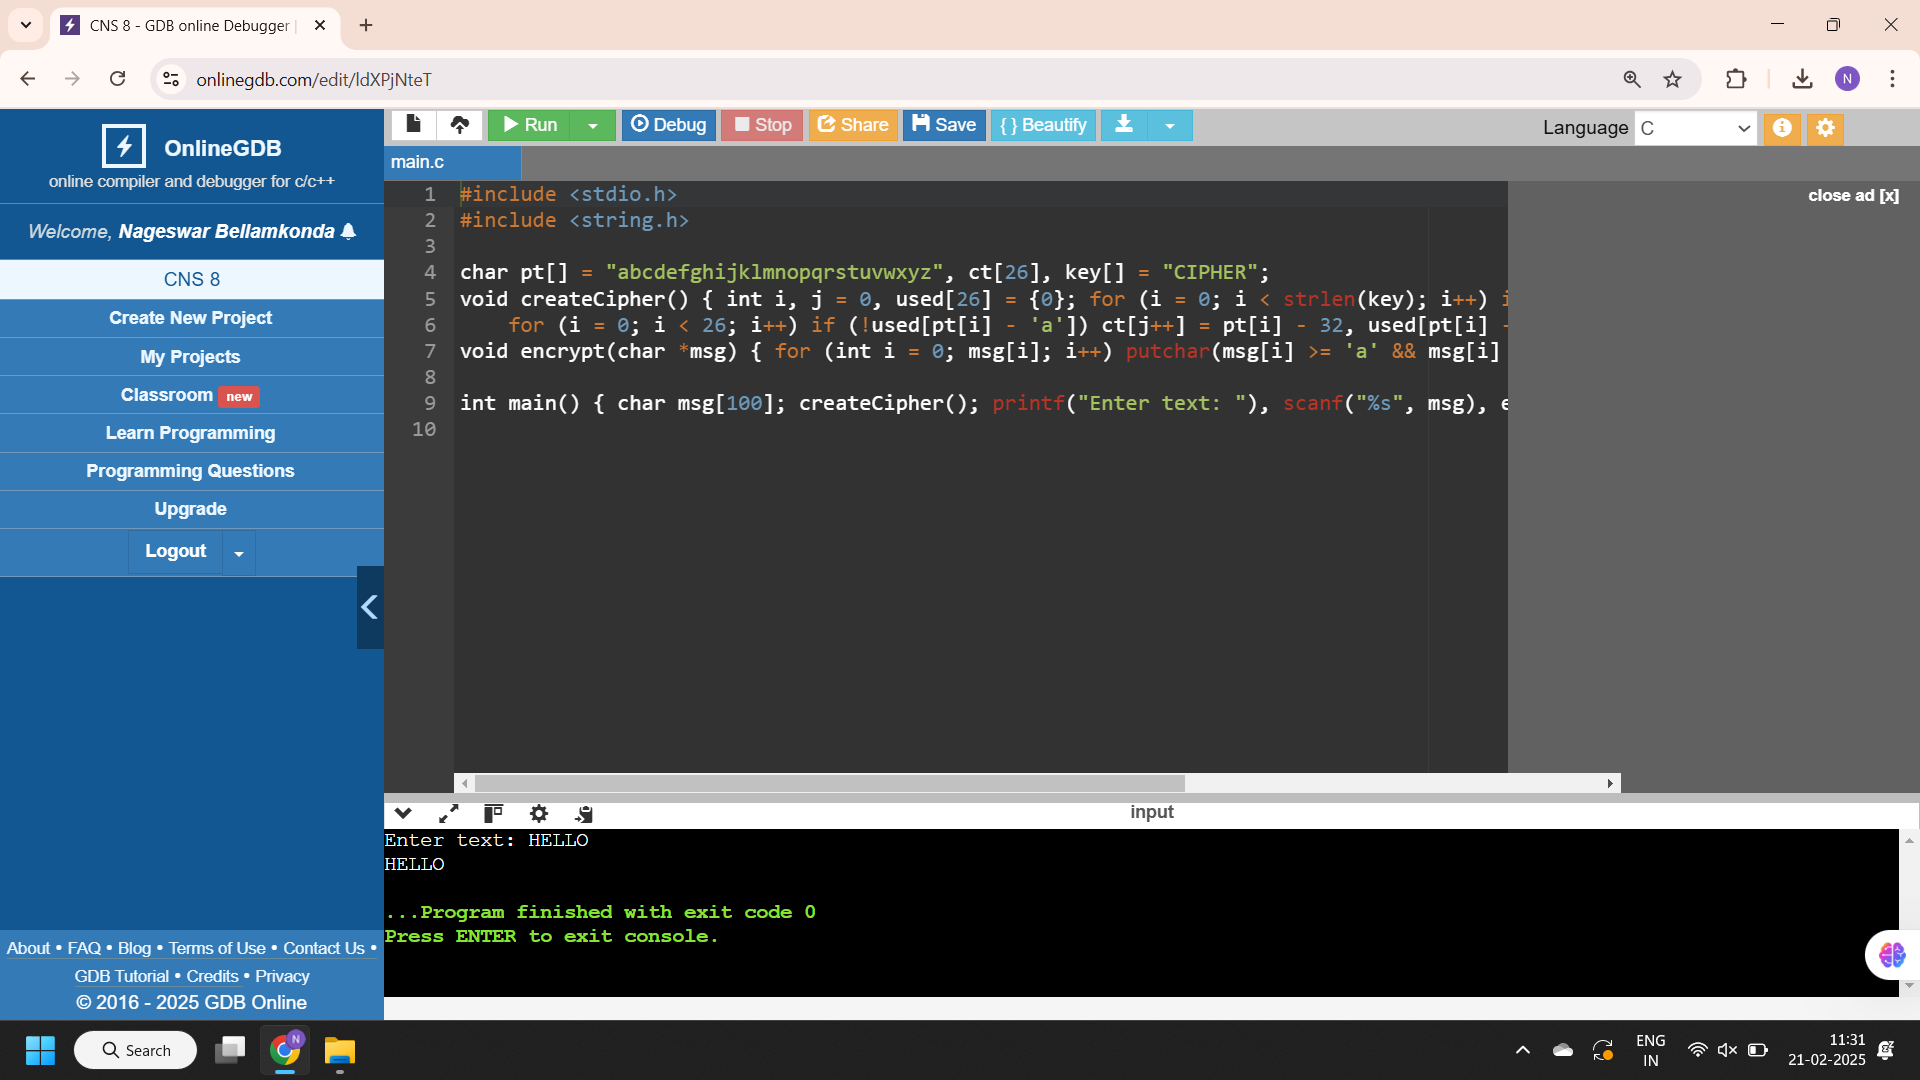 CNS 8 - GDB online Debugger |
onlinegdb.com/edit/ldXPjNteT
N
OnlineGDB
online compiler and debugger for c/c++
Welcome, Nageswar Bellamkonda
CNS 8
Create New Project
My Projects
Classroom new
Learn Programming
Programming Questions
Upgrade
Logout
About • FAQ • Blog • Terms of Use • Contact Us •
GDB Tutorial • Credits • Privacy
© 2016 - 2025 GDB Online
Run Debug Stop Share Save { } Beautify
Language C
main.c
close ad [x]
1 #include <stdio.h>
2 #include <string.h>
3
4 char pt[] = "abcdefghijklmnopqrstuvwxyz", ct[26], key[] = "CIPHER";
5 void createCipher() { int i, j = 0, used[26] = {0}; for (i = 0; i < strlen(key); i++) i
6 for (i = 0; i < 26; i++) if (!used[pt[i] - 'a']) ct[j++] = pt[i] - 32, used[pt[i] -
7 void encrypt(char *msg) { for (int i = 0; msg[i]; i++) putchar(msg[i] >= 'a' && msg[i]
8
9 int main() { char msg[100]; createCipher(); printf("Enter text: "), scanf("%s", msg), e
10
input
Enter text: HELLO
HELLO
...Program finished with exit code 0
Press ENTER to exit console.
Search
N
ENG
IN
11:31
21-02-2025